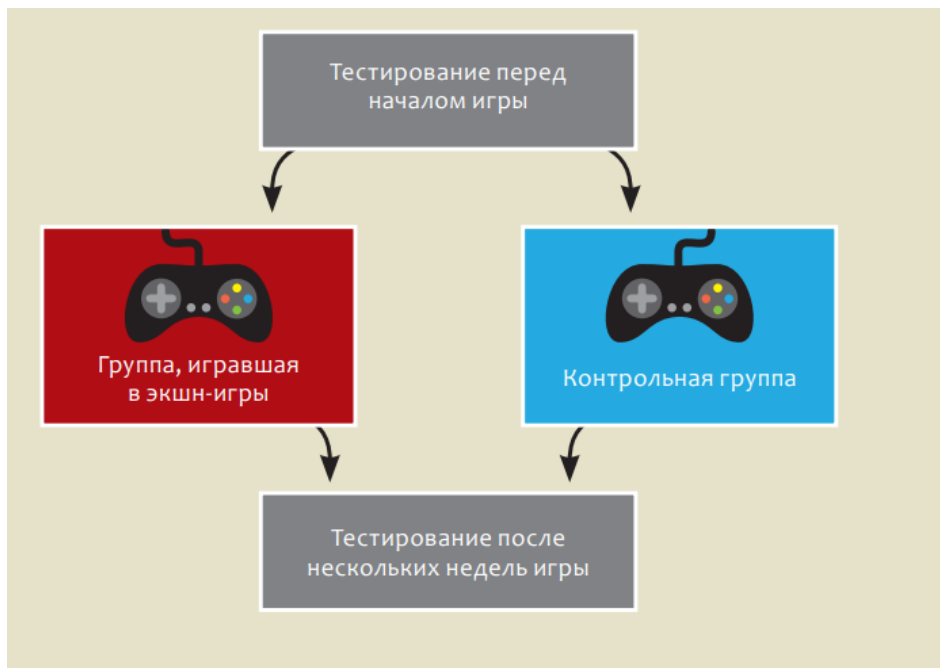 Тестирование перед
началом игры
Группа, игравшая
в экшн-игры
Контрольная группа
Тестирование после
нескольких недель игры